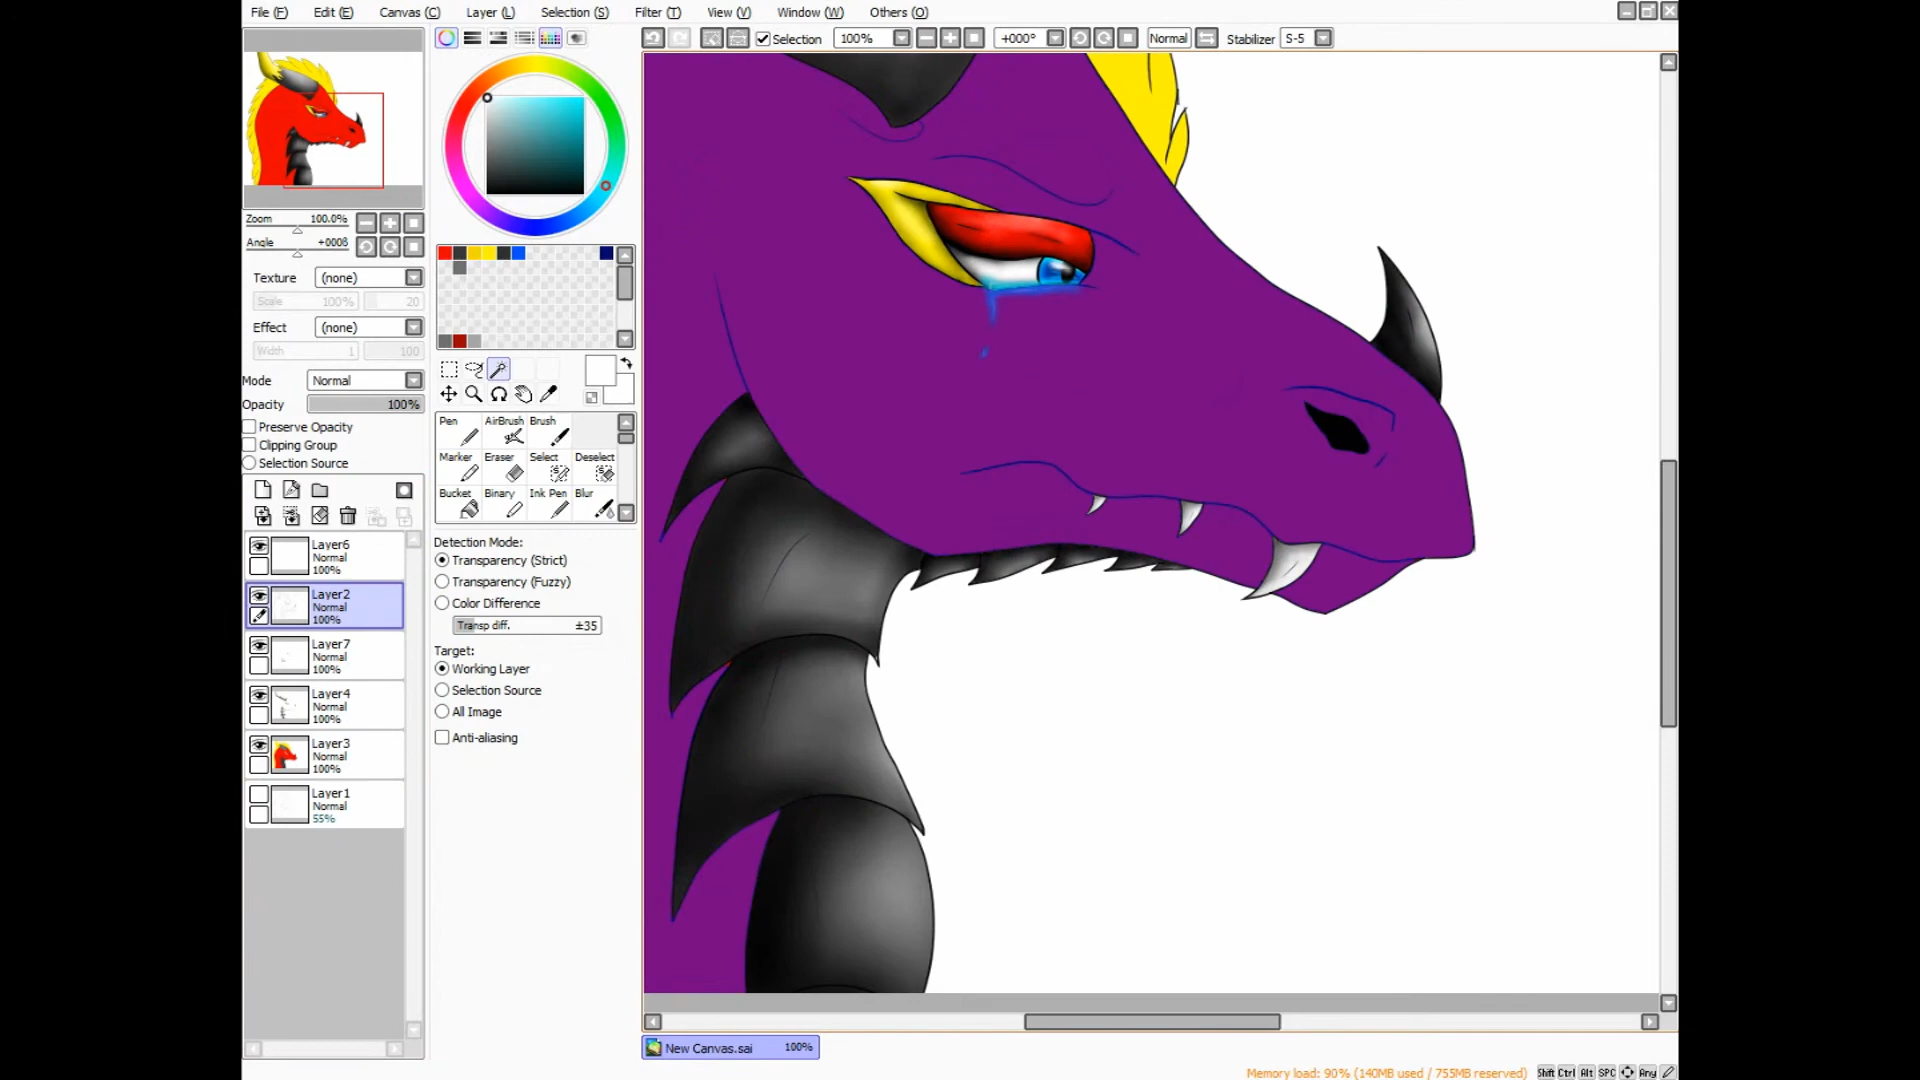 File (F) Edit (E) Canvas (C) Layer (L) Selection (S) Filter (T) View (V) Window (W) Others (O)
Selection 100% +000° Normal Stabilizer S-5
Zoom 100.0%
Angle +000ß
Texture (none)
Scale 100% 20
Effect (none)
Width 1 100
Mode Normal
Opacity 100%
Preserve Opacity
Clipping Group
Selection Source
Layer6
Normal
100%
Layer2
Normal
100%
Layer7
Normal
100%
Layer4
Normal
100%
Layer3
Normal
100%
Layer1
Normal
55%
Pen AirBrush Brush
Marker Eraser Select Deselect
Bucket Binary Ink Pen Blur
Detection Mode:
Transparency (Strict)
Transparency (Fuzzy)
Color Difference
Transp diff. ±35
Target:
Working Layer
Selection Source
All Image
Anti-aliasing
New Canvas.sai 100%
Memory load: 90% (140MB used / 755MB reserved) Shift Ctrl Alt SPC Any